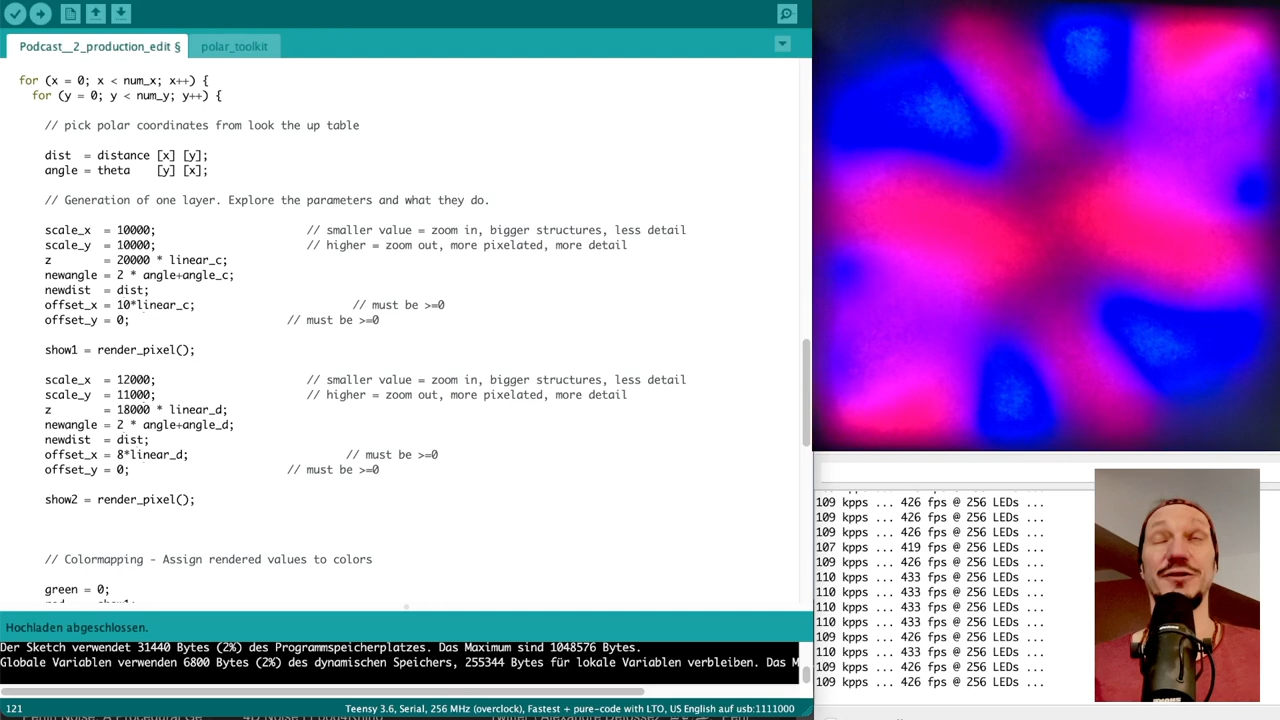 Podcast__2_production_edit §
polar_toolkit
for (x = 0; x < num_x; x++) {
for (y = 0; y < num_y; y++) {
// pick polar coordinates from look the up table
dist  = distance [x] [y];
angle = theta    [y] [x];
// Generation of one layer. Explore the parameters and what they do.
scale_x  = 10000;                       // smaller value = zoom in, bigger structures, less detail
scale_y  = 10000;                       // higher = zoom out, more pixelated, more detail
z        = 20000 * linear_c;
newangle = 2 * angle+angle_c;
newdist  = dist;
offset_x = 10*linear_c;                        // must be >=0
offset_y = 0;                        // must be >=0
show1 = render_pixel();
scale_x  = 12000;                       // smaller value = zoom in, bigger structures, less detail
scale_y  = 11000;                       // higher = zoom out, more pixelated, more detail
z        = 18000 * linear_d;
newangle = 2 * angle+angle_d;
newdist  = dist;
offset_x = 8*linear_d;                        // must be >=0
offset_y = 0;                        // must be >=0
show2 = render_pixel();
// Colormapping - Assign rendered values to colors
green = 0;
Hochladen abgeschlossen.
Der Sketch verwendet 31440 Bytes (2%) des Programmspeicherplatzes. Das Maximum sind 1048576 Bytes.
Globale Variablen verwenden 6800 Bytes (2%) des dynamischen Speichers, 255344 Bytes für lokale Variablen verbleiben. Das M
121
Teensy 3.6, Serial, 256 MHz (overclock), Fastest + pure-code with LTO, US English auf usb:1111000
109 kpps ... 426 fps @ 256 LEDs ...
109 kpps ... 426 fps @ 256 LEDs ...
109 kpps ... 426 fps @ 256 LEDs ...
107 kpps ... 419 fps @ 256 LEDs ...
109 kpps ... 426 fps @ 256 LEDs ...
110 kpps ... 433 fps @ 256 LEDs ...
110 kpps ... 433 fps @ 256 LEDs ...
110 kpps ... 433 fps @ 256 LEDs ...
110 kpps ... 433 fps @ 256 LEDs ...
109 kpps ... 426 fps @ 256 LEDs ...
110 kpps ... 433 fps @ 256 LEDs ...
109 kpps ... 426 fps @ 256 LEDs ...
109 kpps ... 426 fps @ 256 LEDs ...